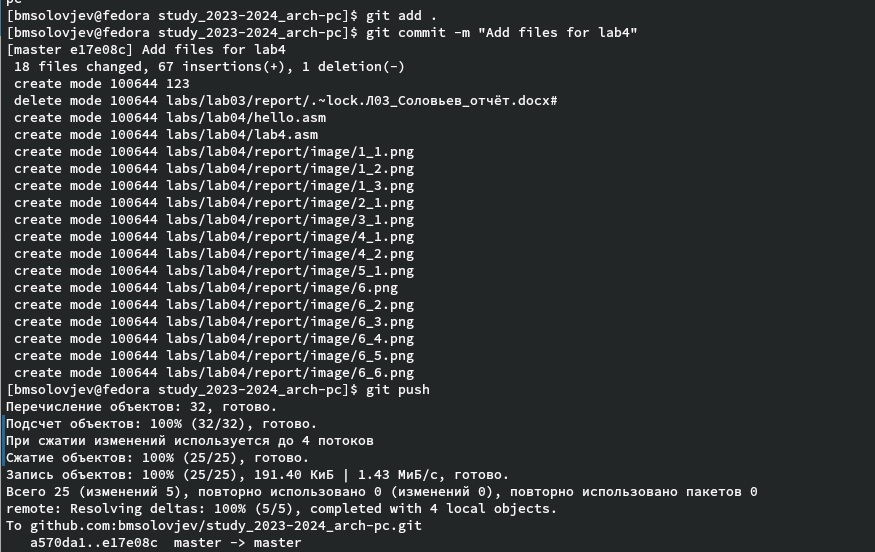 [bmsolovjev@fedora study_2023-2024_arch-pc]$ git add .
[bmsolovjev@fedora study_2023-2024_arch-pc]$ git commit -m "Add files for lab4"
[master e17e08c] Add files for lab4
 18 files changed, 67 insertions(+), 1 deletion(-)
 create mode 100644 123
 delete mode 100644 labs/lab03/report/.~lock.Л03_Соловьев_отчёт.docx#
 create mode 100644 labs/lab04/hello.asm
 create mode 100644 labs/lab04/lab4.asm
 create mode 100644 labs/lab04/report/image/1_1.png
 create mode 100644 labs/lab04/report/image/1_2.png
 create mode 100644 labs/lab04/report/image/1_3.png
 create mode 100644 labs/lab04/report/image/2_1.png
 create mode 100644 labs/lab04/report/image/3_1.png
 create mode 100644 labs/lab04/report/image/4_1.png
 create mode 100644 labs/lab04/report/image/4_2.png
 create mode 100644 labs/lab04/report/image/5_1.png
 create mode 100644 labs/lab04/report/image/6.png
 create mode 100644 labs/lab04/report/image/6_2.png
 create mode 100644 labs/lab04/report/image/6_3.png
 create mode 100644 labs/lab04/report/image/6_4.png
 create mode 100644 labs/lab04/report/image/6_5.png
 create mode 100644 labs/lab04/report/image/6_6.png
[bmsolovjev@fedora study_2023-2024_arch-pc]$ git push
Перечисление объектов: 32, готово.
Подсчет объектов: 100% (32/32), готово.
При сжатии изменений используется до 4 потоков
Сжатие объектов: 100% (25/25), готово.
Запись объектов: 100% (25/25), 191.40 КиБ | 1.43 МиБ/с, готово.
Всего 25 (изменений 5), повторно использовано 0 (изменений 0), повторно использовано пакетов 0
remote: Resolving deltas: 100% (5/5), completed with 4 local objects.
To github.com:bmsolovjev/study_2023-2024_arch-pc.git
   a570da1..e17e08c  master -> master